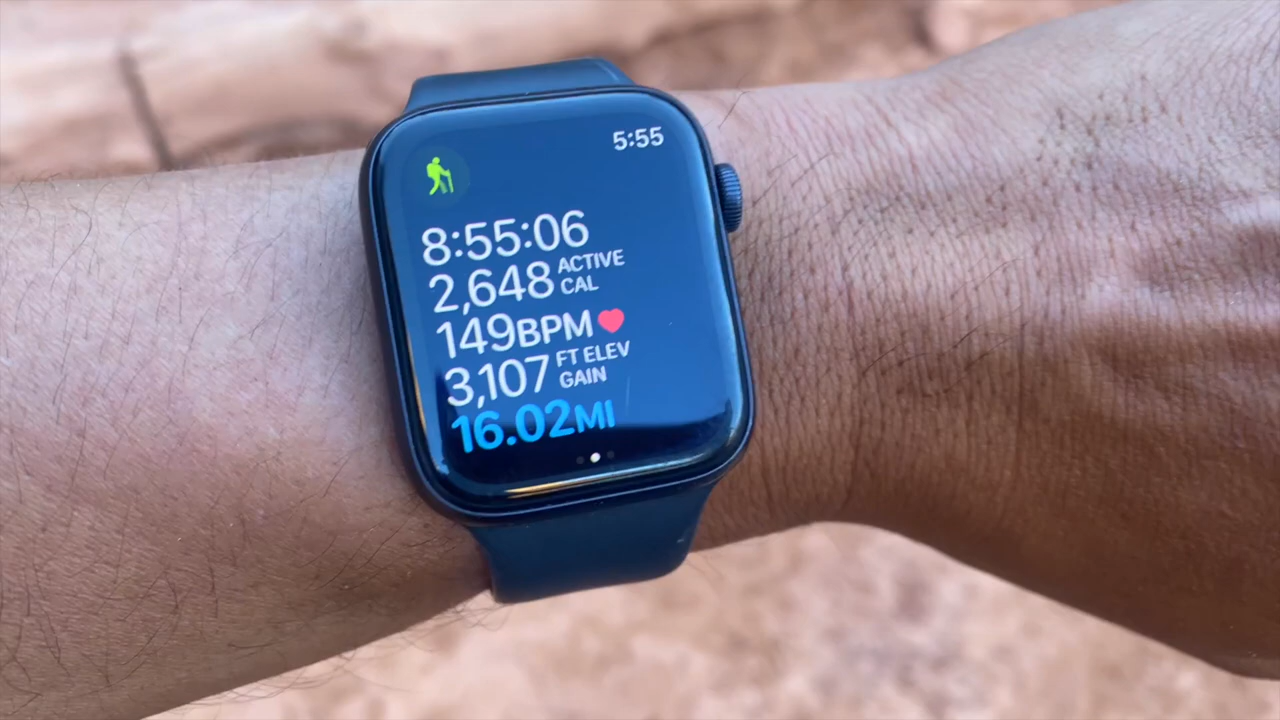 5:55
8:55:06
2,648 ACTIVE CAL
149BPM
3,107 FT ELEV GAIN
16.02MI